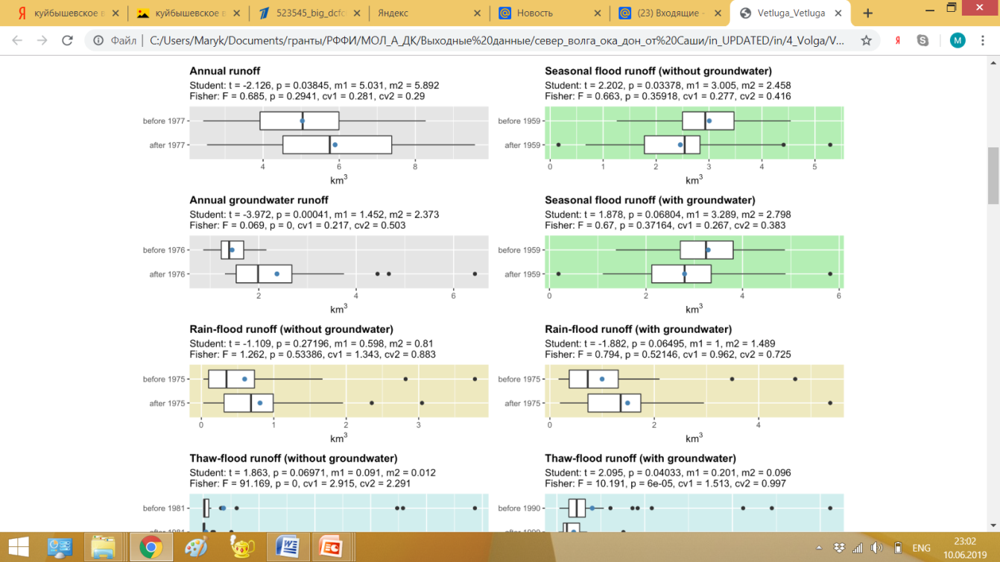 куйбышевское в
куйбышевское в
523545_big_dcfc
Яндекс
Новость
(23) Входящие -
Vetluga_Vetluga
Файл | C:/Users/Maryk/Documents/гранты/РФФИ/МОЛ_А_ДК/Выходные%20данные/север_волга_ока_дон_от%20Саши/in_UPDATED/in/4_Volga/V...
Annual runoff
Student: t = -2.126, p = 0.03845, m1 = 5.031, m2 = 5.892
Fisher: F = 0.685, p = 0.2941, cv1 = 0.281, cv2 = 0.29
before 1977
after 1977
4 6 8
km³
Seasonal flood runoff (without groundwater)
Student: t = 2.202, p = 0.03378, m1 = 3.005, m2 = 2.458
Fisher: F = 0.663, p = 0.35918, cv1 = 0.277, cv2 = 0.416
before 1959
after 1959
0 1 2 3 4 5
km³
Annual groundwater runoff
Student: t = -3.972, p = 0.00041, m1 = 1.452, m2 = 2.373
Fisher: F = 0.069, p = 0, cv1 = 0.217, cv2 = 0.503
before 1976
after 1976
2 4 6
km³
Seasonal flood runoff (with groundwater)
Student: t = 1.878, p = 0.06804, m1 = 3.289, m2 = 2.798
Fisher: F = 0.67, p = 0.37164, cv1 = 0.267, cv2 = 0.383
before 1959
after 1959
0 2 4 6
km³
Rain-flood runoff (without groundwater)
Student: t = -1.109, p = 0.27196, m1 = 0.598, m2 = 0.81
Fisher: F = 1.262, p = 0.53386, cv1 = 1.343, cv2 = 0.883
before 1975
after 1975
0 1 2 3
km³
Rain-flood runoff (with groundwater)
Student: t = -1.882, p = 0.06495, m1 = 1, m2 = 1.489
Fisher: F = 0.794, p = 0.52146, cv1 = 0.962, cv2 = 0.725
before 1975
after 1975
0 2 4
km³
Thaw-flood runoff (without groundwater)
Student: t = 1.863, p = 0.06971, m1 = 0.091, m2 = 0.012
Fisher: F = 91.169, p = 0, cv1 = 2.915, cv2 = 2.291
before 1981
after 1981
Thaw-flood runoff (with groundwater)
Student: t = 2.095, p = 0.04033, m1 = 0.201, m2 = 0.096
Fisher: F = 10.191, p = 6e-05, cv1 = 1.513, cv2 = 0.997
before 1990
after 1990
ENG
23:02
10.06.2019